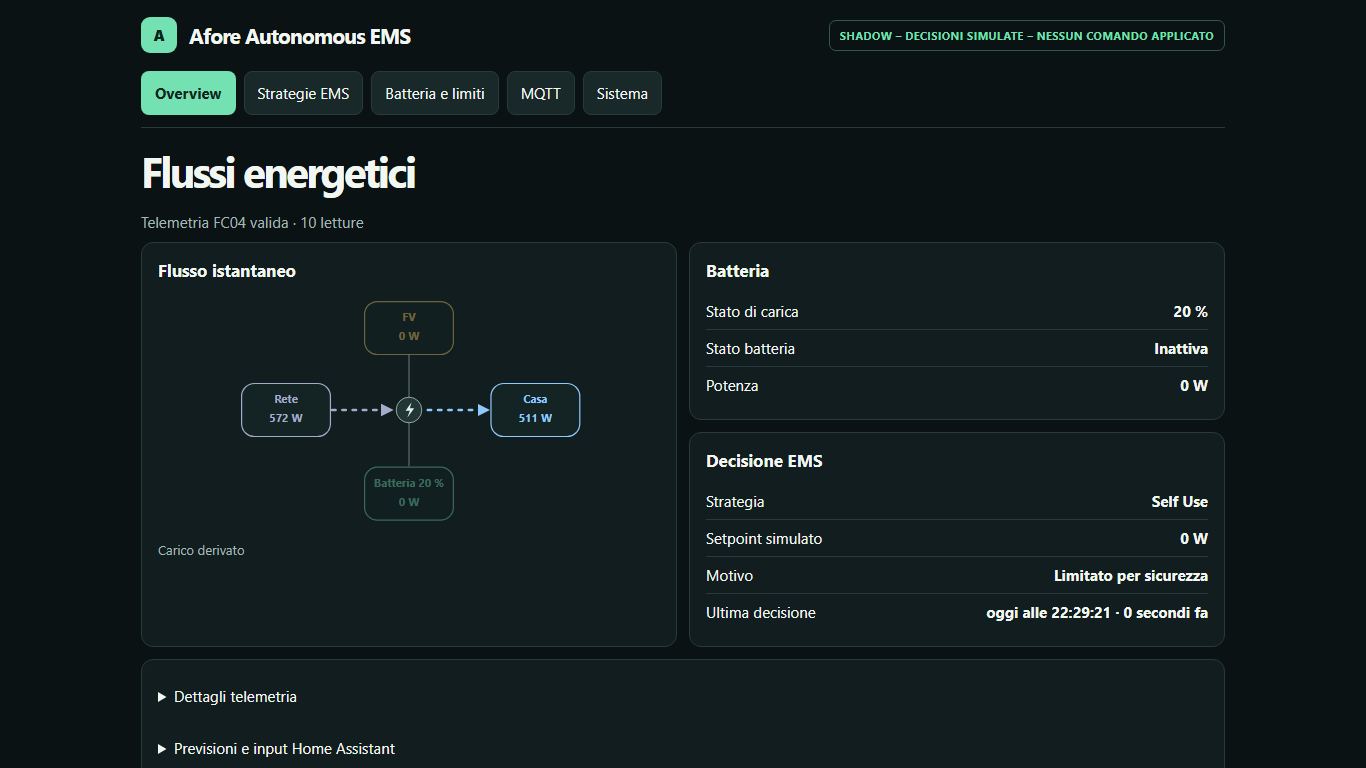 A
Afore Autonomous EMS
SHADOW – DECISIONI SIMULATE – NESSUN COMANDO APPLICATO
Overview
Strategie EMS
Batteria e limiti
MQTT
Sistema
Flussi energetici
Telemetria FC04 valida · 10 letture
Flusso istantaneo
FV
0 W
Rete
572 W
Casa
511 W
Batteria 20 %
0 W
Carico derivato
Batteria
Stato di carica 20 %
Stato batteria Inattiva
Potenza 0 W
Decisione EMS
Strategia Self Use
Setpoint simulato 0 W
Motivo Limitato per sicurezza
Ultima decisione oggi alle 22:29:21 · 0 secondi fa
Dettagli telemetria
Previsioni e input Home Assistant